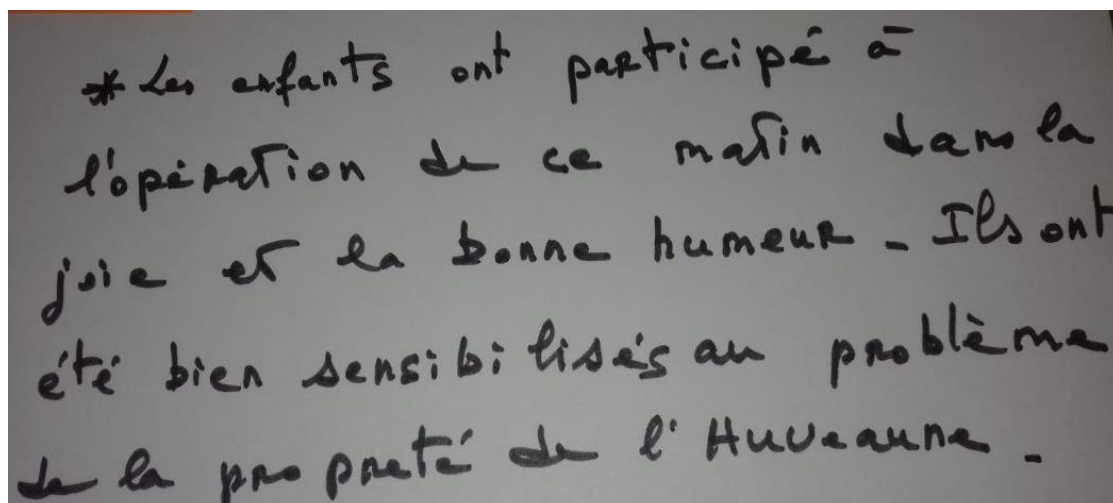 * Les enfants ont participé à
l'opération de ce matin dans la
joie et la bonne humeur - Ils ont
été bien sensibilisés au problème
de la propreté de l'Huveaune -